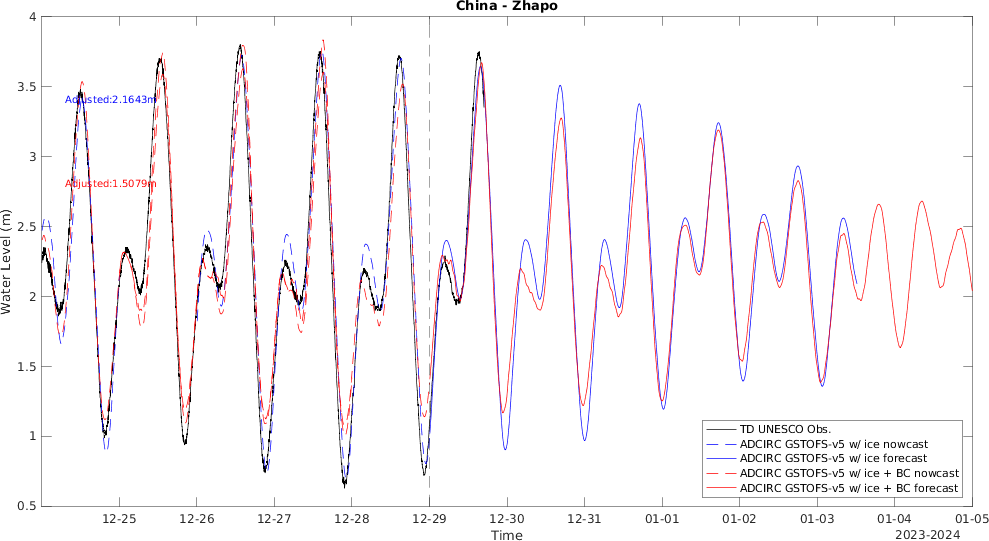 China - Zhapo
4
3.5
3
2.5
2
1.5
1
0.5
Water Level (m)
Adjusted:2.1643m
Adjusted:1.5079m
TD UNESCO Obs.
ADCIRC GSTOFS-v5 w/ ice nowcast
ADCIRC GSTOFS-v5 w/ ice forecast
ADCIRC GSTOFS-v5 w/ ice + BC nowcast
ADCIRC GSTOFS-v5 w/ ice + BC forecast
12-25 12-26 12-27 12-28 12-29 12-30 12-31 01-01 01-02 01-03 01-04 01-05
Time
2023-2024